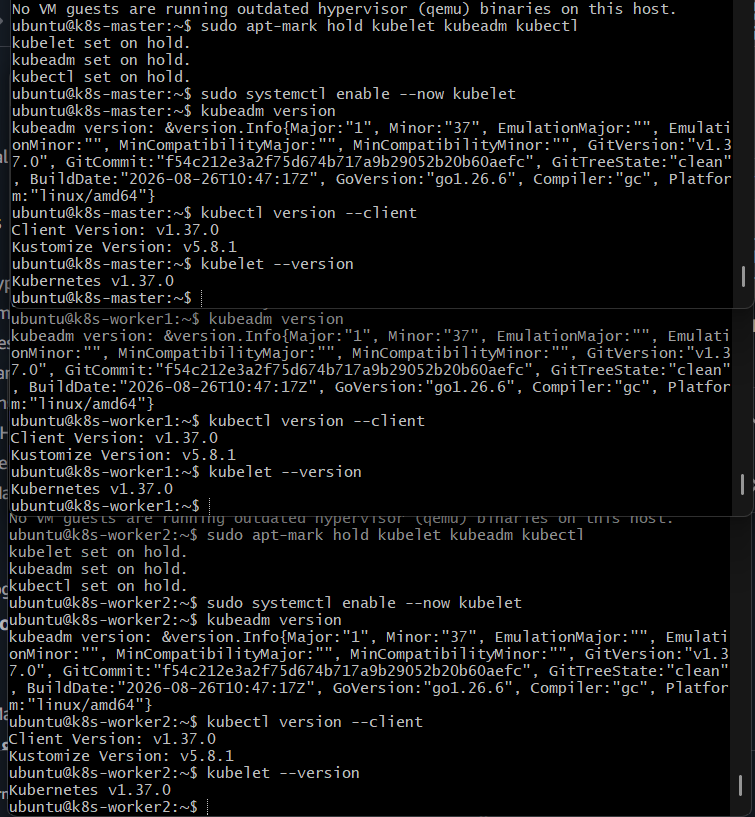 No VM guests are running outdated hypervisor (qemu) binaries on this host.
ubuntu@k8s-master:~$ sudo apt-mark hold kubelet kubeadm kubectl
kubelet set on hold.
kubeadm set on hold.
kubectl set on hold.
ubuntu@k8s-master:~$ sudo systemctl enable --now kubelet
ubuntu@k8s-master:~$ kubeadm version
kubeadm version: &version.Info{Major:"1", Minor:"37", EmulationMajor:"", Emulati
onMinor:"", MinCompatibilityMajor:"", MinCompatibilityMinor:"", GitVersion:"v1.3
7.0", GitCommit:"f54c212e3a2f75d674b717a9b29052b20b60aefc", GitTreeState:"clean"
, BuildDate:"2026-08-26T10:47:17Z", GoVersion:"go1.26.6", Compiler:"gc", Platfor
m:"linux/amd64"}
ubuntu@k8s-master:~$ kubectl version --client
Client Version: v1.37.0
Kustomize Version: v5.8.1
ubuntu@k8s-master:~$ kubelet --version
Kubernetes v1.37.0
ubuntu@k8s-master:~$
ubuntu@k8s-worker1:~$ kubeadm version
kubeadm version: &version.Info{Major:"1", Minor:"37", EmulationMajor:"", Emulati
onMinor:"", MinCompatibilityMajor:"", MinCompatibilityMinor:"", GitVersion:"v1.3
7.0", GitCommit:"f54c212e3a2f75d674b717a9b29052b20b60aefc", GitTreeState:"clean"
, BuildDate:"2026-08-26T10:47:17Z", GoVersion:"go1.26.6", Compiler:"gc", Platfor
m:"linux/amd64"}
ubuntu@k8s-worker1:~$ kubectl version --client
Client Version: v1.37.0
Kustomize Version: v5.8.1
ubuntu@k8s-worker1:~$ kubelet --version
Kubernetes v1.37.0
ubuntu@k8s-worker1:~$
No VM guests are running outdated hypervisor (qemu) binaries on this host.
ubuntu@k8s-worker2:~$ sudo apt-mark hold kubelet kubeadm kubectl
kubelet set on hold.
kubeadm set on hold.
kubectl set on hold.
ubuntu@k8s-worker2:~$ sudo systemctl enable --now kubelet
ubuntu@k8s-worker2:~$ kubeadm version
kubeadm version: &version.Info{Major:"1", Minor:"37", EmulationMajor:"", Emulati
onMinor:"", MinCompatibilityMajor:"", MinCompatibilityMinor:"", GitVersion:"v1.3
7.0", GitCommit:"f54c212e3a2f75d674b717a9b29052b20b60aefc", GitTreeState:"clean"
, BuildDate:"2026-08-26T10:47:17Z", GoVersion:"go1.26.6", Compiler:"gc", Platfor
m:"linux/amd64"}
ubuntu@k8s-worker2:~$ kubectl version --client
Client Version: v1.37.0
Kustomize Version: v5.8.1
ubuntu@k8s-worker2:~$ kubelet --version
Kubernetes v1.37.0
ubuntu@k8s-worker2:~$